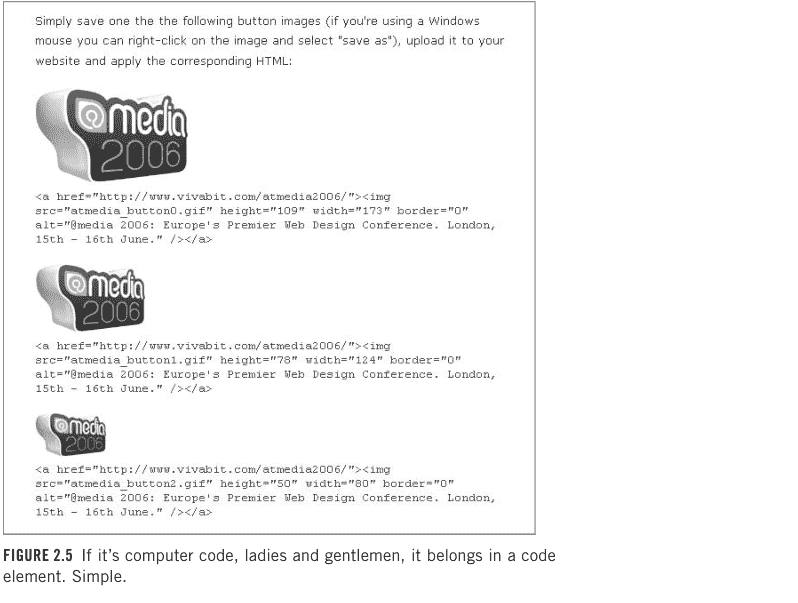 Simply save one the the following button images (if you're using a Windows
mouse you can right-click on the image and select "save as"), upload it to your
website and apply the corresponding HTML:
@media
2006
<a href="http://www.vivabit.com/atmedia2006/"><img
src="atmedia_button0.gif" height="109" width="173" border="0"
alt="@media 2006: Europe's Premier Web Design Conference. London,
15th - 16th June." /></a>
@media
2006
<a href="http://www.vivabit.com/atmedia2006/"><img
src="atmedia_button1.gif" height="78" width="124" border="0"
alt="@media 2006: Europe's Premier Web Design Conference. London,
15th - 16th June." /></a>
@media
2006
<a href="http://www.vivabit.com/atmedia2006/"><img
src="atmedia_button2.gif" height="50" width="80" border="0"
alt="@media 2006: Europe's Premier Web Design Conference. London,
15th - 16th June." /></a>
FIGURE 2.5 If it's computer code, ladies and gentlemen, it belongs in a code
element. Simple.